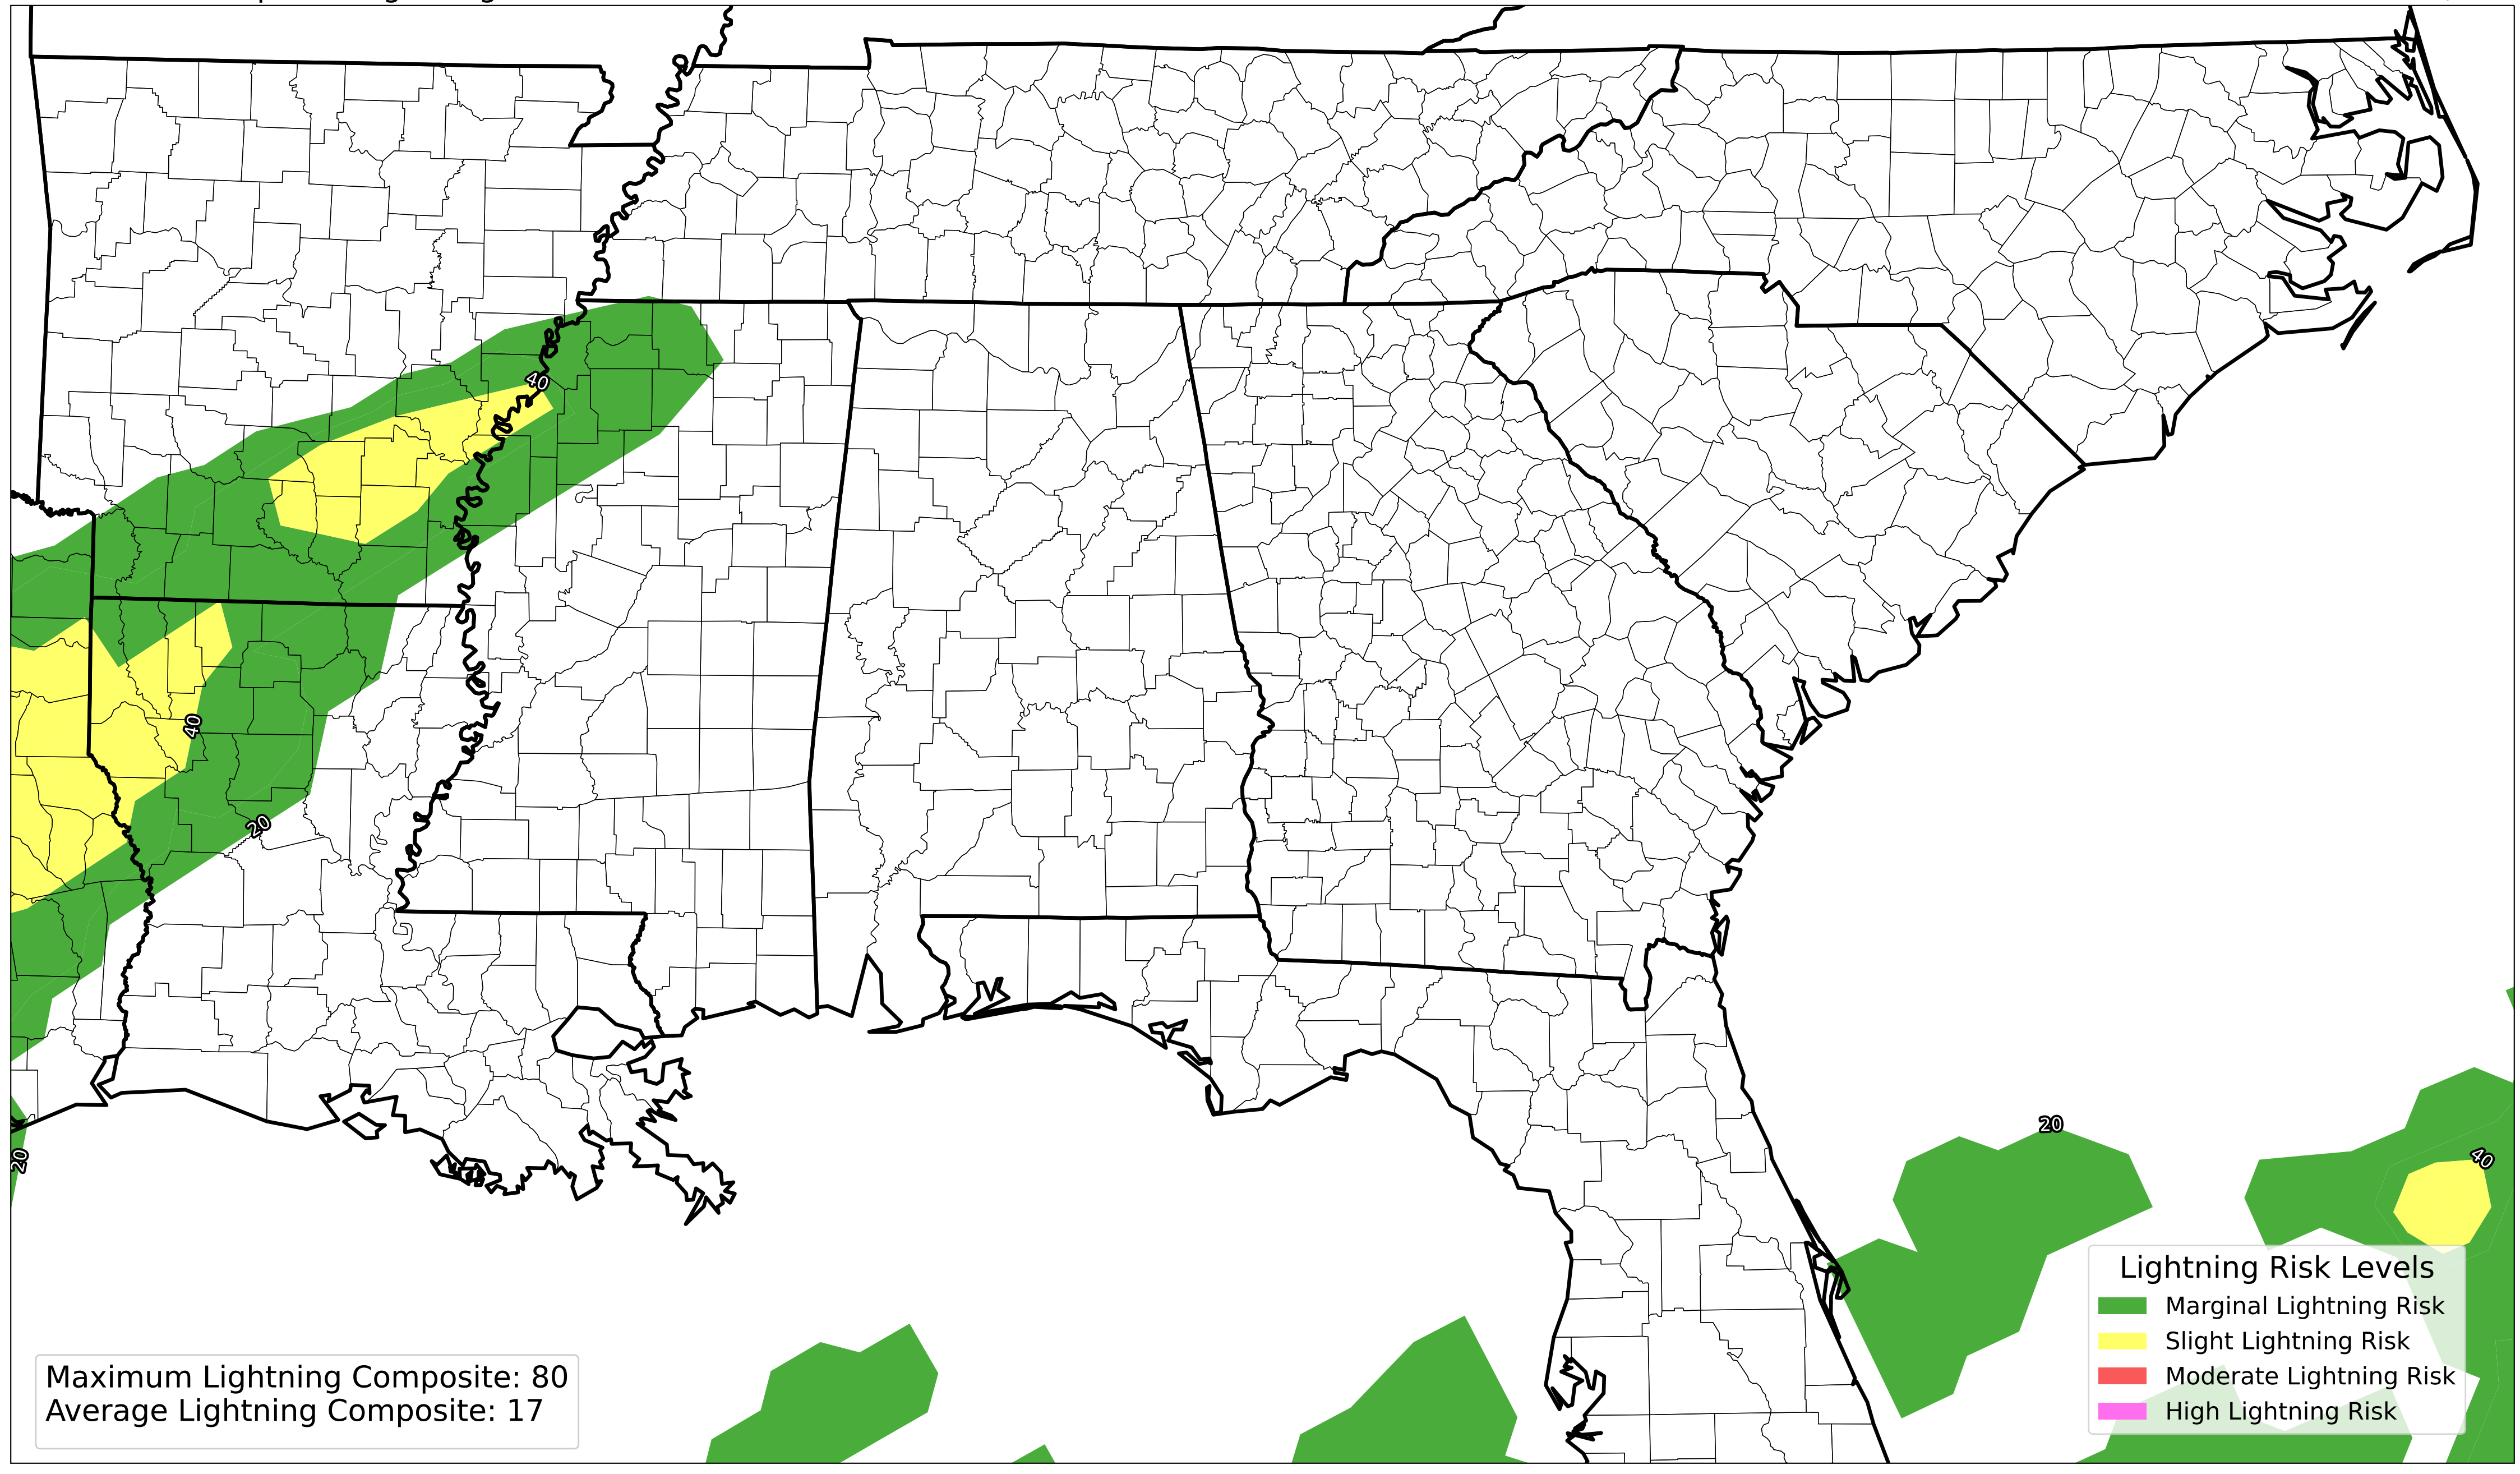 40
40
20
20
20
40
Lightning Risk Levels
Marginal Lightning Risk
Slight Lightning Risk
Moderate Lightning Risk
High Lightning Risk
Maximum Lightning Composite: 80
Average Lightning Composite: 17